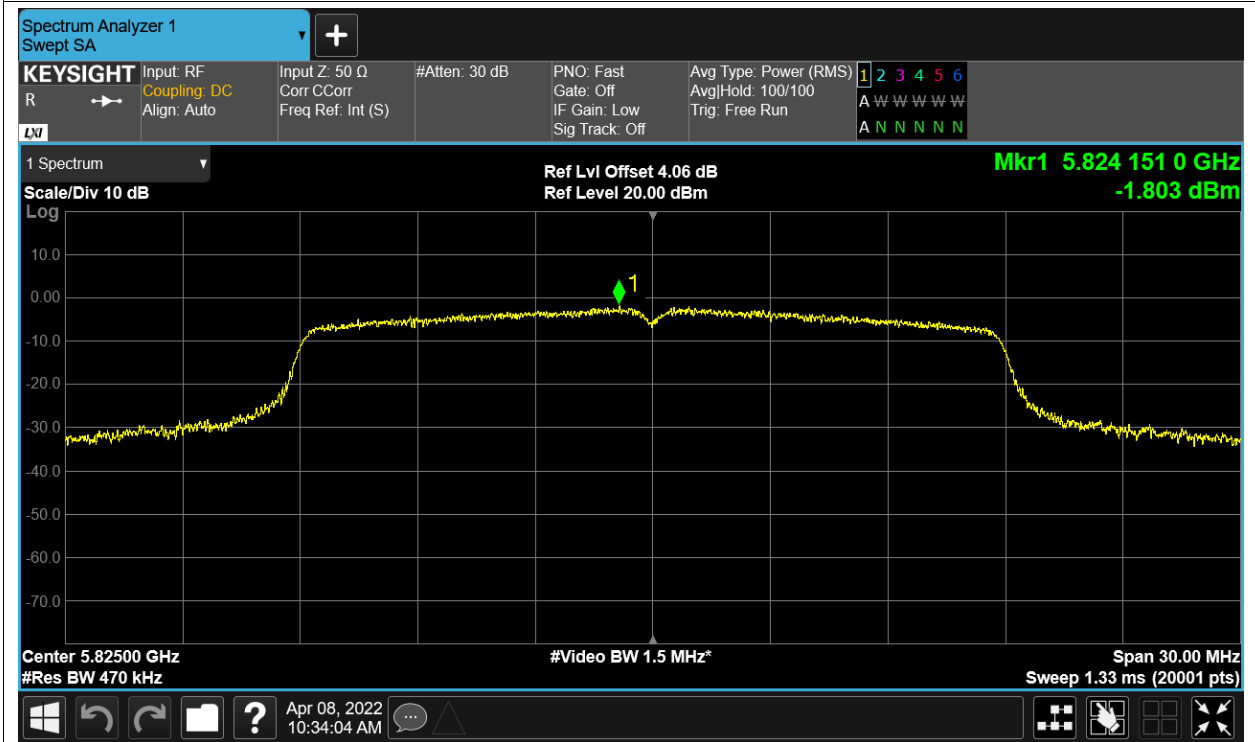 Spectrum Analyzer 1
Swept SA
+
KEYSIGHT
R
LXI
Input: RF
Coupling: DC
Align: Auto
Input Z: 50 Ω
Corr CCorr
Freq Ref: Int (S)
#Atten: 30 dB
PNO: Fast
Gate: Off
IF Gain: Low
Sig Track: Off
Avg Type: Power (RMS)
Avg|Hold: 100/100
Trig: Free Run
1 2 3 4 5 6
A W W W W W
A N N N N N
1 Spectrum
Scale/Div 10 dB
Log
Ref Lvl Offset 4.06 dB
Ref Level 20.00 dBm
Mkr1 5.824 151 0 GHz
-1.803 dBm
10.0
1
0.00
-10.0
-20.0
-30.0
-40.0
-50.0
-60.0
-70.0
Center 5.82500 GHz
#Res BW 470 kHz
#Video BW 1.5 MHz*
Span 30.00 MHz
Sweep 1.33 ms (20001 pts)
?
Apr 08, 2022
10:34:04 AM